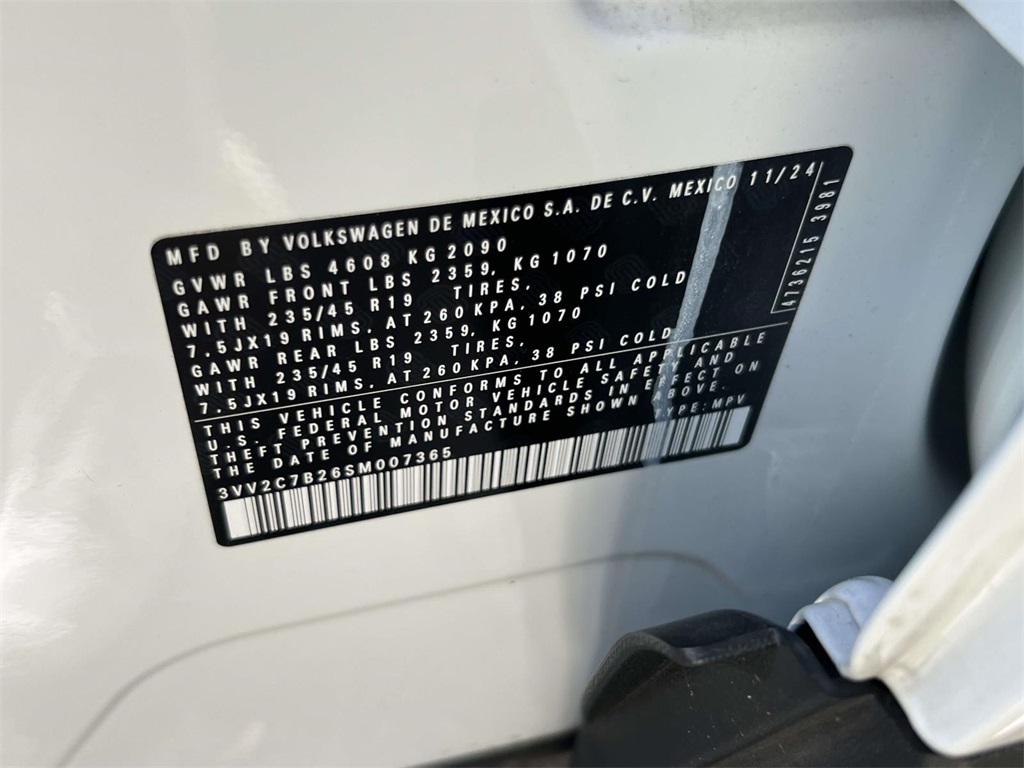 MFD BY VOLKSWAGEN DE MEXICO S.A. DE C.V. MEXICO 11/24
GVWR LBS 4608 KG 2090
GAWR FRONT LBS 2359, KG1070
WITH 235/45 R19 TIRES,
7.5JX19 RIMS, AT 260KPA, 38 PSI COLD
GAWR REAR LBS 2359, KG1070
WITH 235/45 R19 TIRES,
7.5JX19 RIMS, AT 260KPA, 38 PSI COLD
THIS VEHICLE CONFORMS TO ALL APPLICABLE
U.S. FEDERAL MOTOR VEHICLE SAFETY AND
THEFT PREVENTION STANDARDS IN EFFECT ON
THE DATE OF MANUFACTURE SHOWN ABOVE.
3VV2C7B26SM007365 TYPE:MPV
4736215 3981